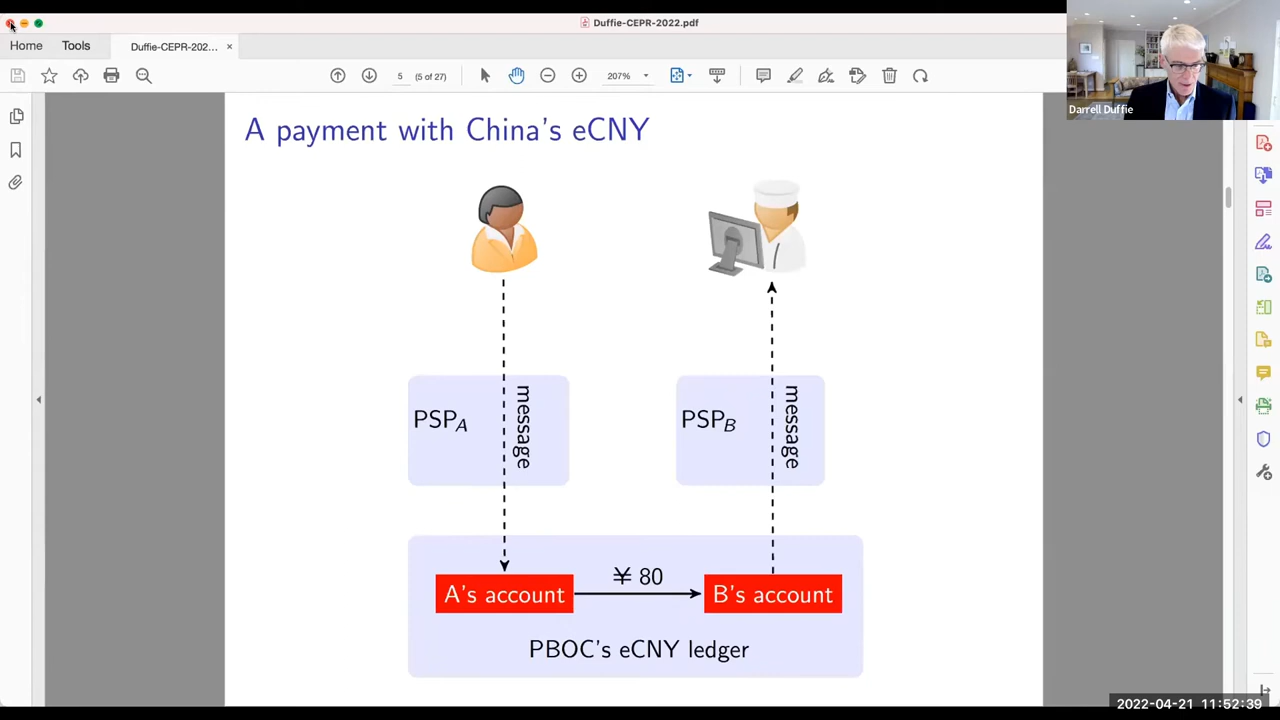 Duffie-CEPR-2022.pdf
Home
Tools
Duffie-CEPR-202...
5
(5 of 27)
207%
Darrell Duffie
A payment with China's eCNY
PSP_A
message
PSP_B
message
¥ 80
A's account
B's account
PBOC's eCNY ledger
2022-04-21 11:52:39